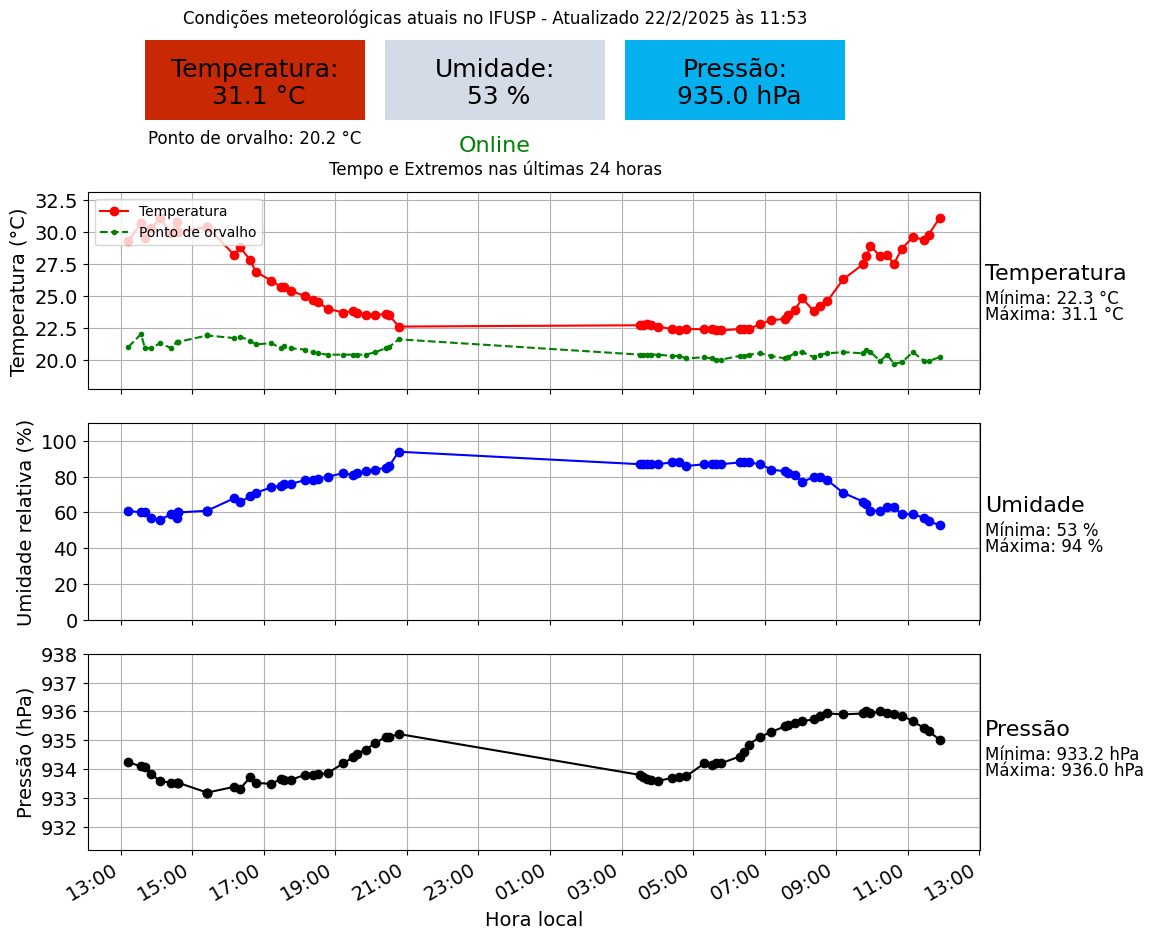 Condições meteorológicas atuais no IFUSP - Atualizado 22/2/2025 às 11:53
Temperatura:
31.1 °C
Umidade:
53 %
Pressão:
935.0 hPa
Ponto de orvalho: 20.2 °C
Online
Tempo e Extremos nas últimas 24 horas
Temperatura (°C)
32.5
30.0
27.5
25.0
22.5
20.0
Temperatura
Ponto de orvalho
Temperatura
Mínima: 22.3 °C
Máxima: 31.1 °C
Umidade relativa (%)
100
80
60
40
20
0
Umidade
Mínima: 53 %
Máxima: 94 %
Pressão (hPa)
938
937
936
935
934
933
932
Pressão
Mínima: 933.2 hPa
Máxima: 936.0 hPa
13:00
15:00
17:00
19:00
21:00
23:00
01:00
03:00
05:00
07:00
09:00
11:00
13:00
Hora local